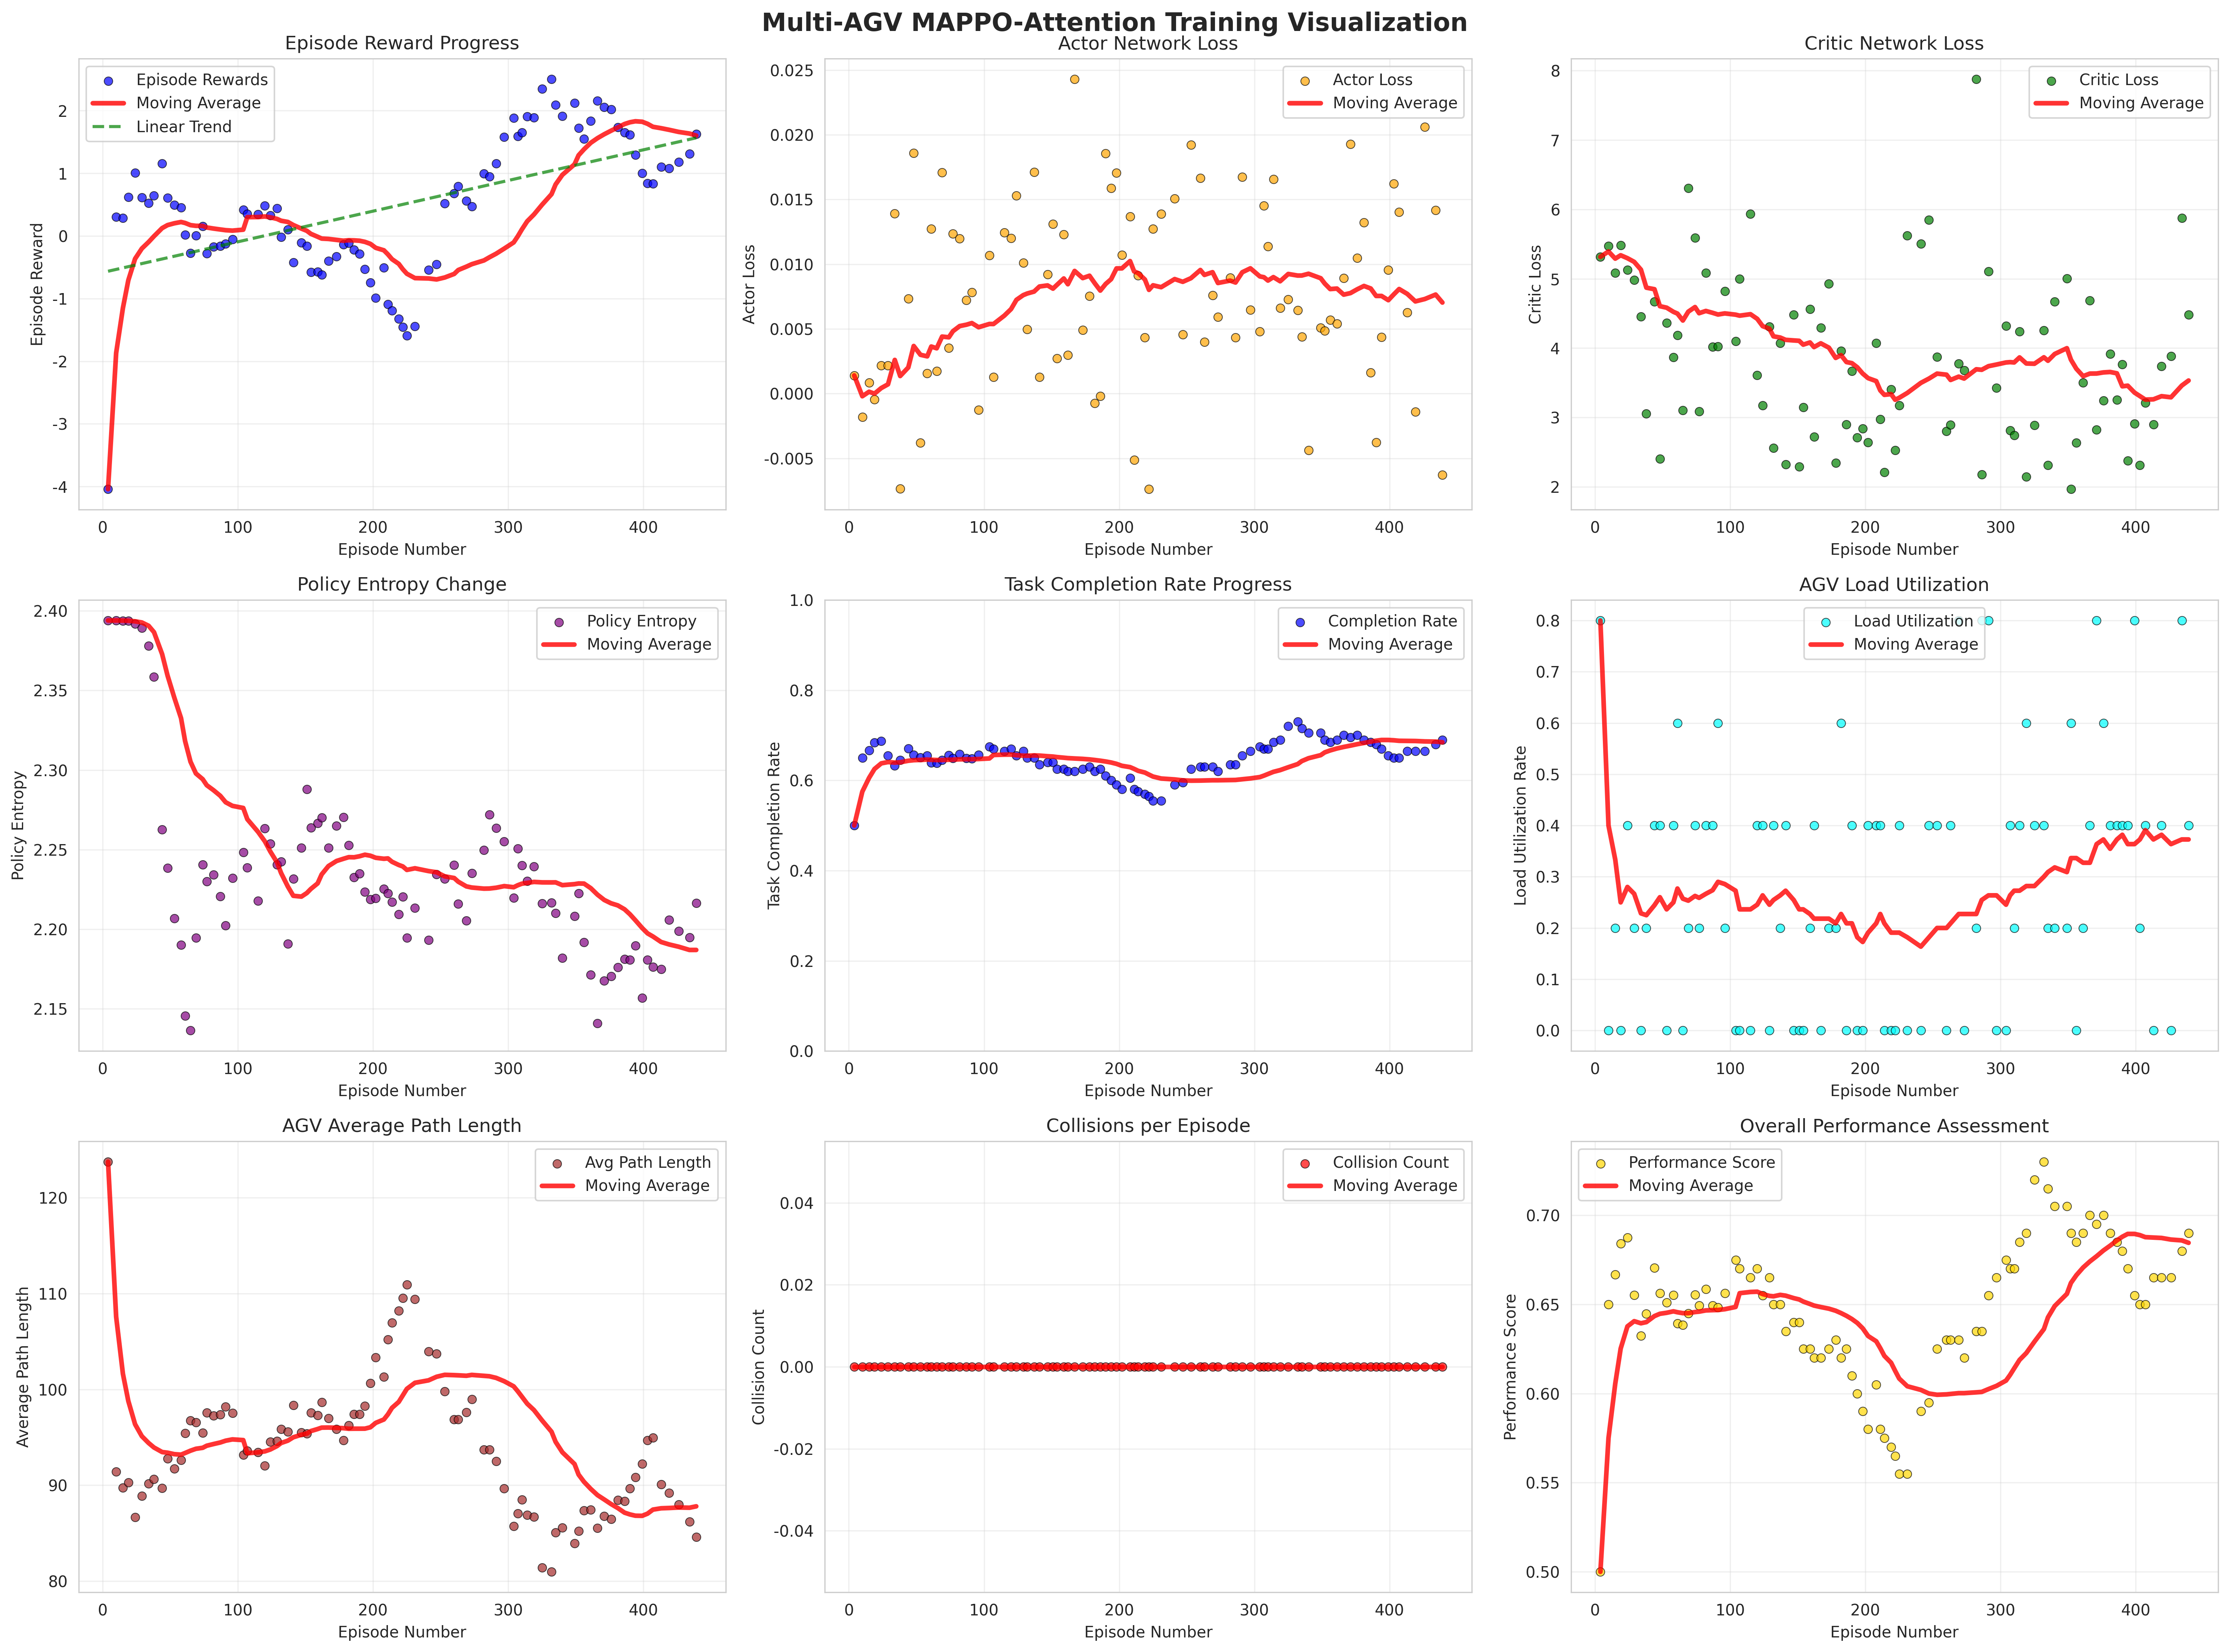 Multi-AGV MAPPO-Attention Training Visualization
Episode Reward Progress
Episode Rewards
Moving Average
Linear Trend
2
1
0
-1
-2
-3
-4
Episode Reward
0 100 200 300 400
Episode Number
Actor Network Loss
Actor Loss
Moving Average
0.025
0.020
0.015
0.010
0.005
0.000
-0.005
Actor Loss
0 100 200 300 400
Episode Number
Critic Network Loss
Critic Loss
Moving Average
8
7
6
5
4
3
2
Critic Loss
0 100 200 300 400
Episode Number
Policy Entropy Change
Policy Entropy
Moving Average
2.40
2.35
2.30
2.25
2.20
2.15
Policy Entropy
0 100 200 300 400
Episode Number
Task Completion Rate Progress
Completion Rate
Moving Average
1.0
0.8
0.6
0.4
0.2
0.0
Task Completion Rate
0 100 200 300 400
Episode Number
AGV Load Utilization
Load Utilization
Moving Average
0.8
0.7
0.6
0.5
0.4
0.3
0.2
0.1
0.0
Load Utilization Rate
0 100 200 300 400
Episode Number
AGV Average Path Length
Avg Path Length
Moving Average
120
110
100
90
80
Average Path Length
0 100 200 300 400
Episode Number
Collisions per Episode
Collision Count
Moving Average
0.04
0.02
0.00
-0.02
-0.04
Collision Count
0 100 200 300 400
Episode Number
Overall Performance Assessment
Performance Score
Moving Average
0.70
0.65
0.60
0.55
0.50
Performance Score
0 100 200 300 400
Episode Number